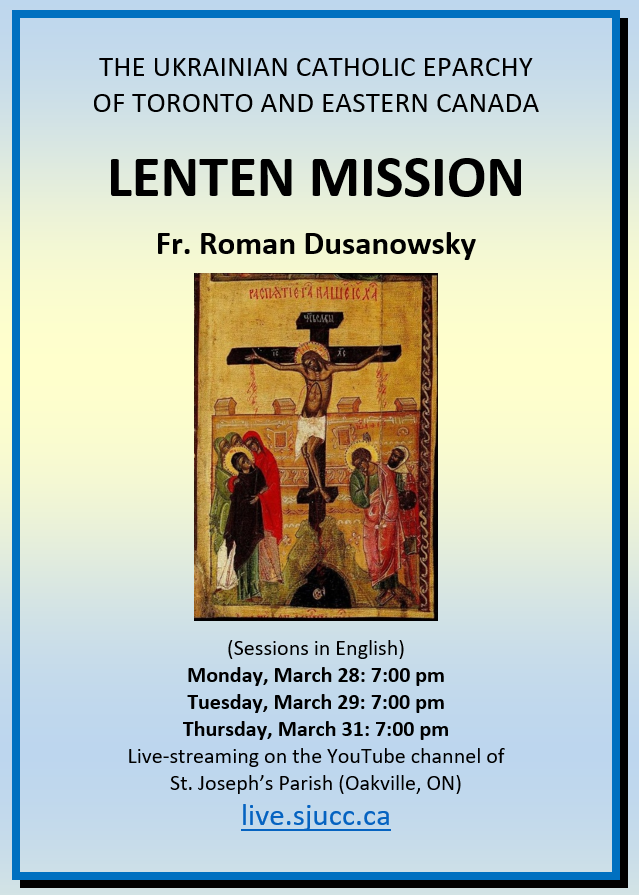 THE UKRAINIAN CATHOLIC EPARCHY
OF TORONTO AND EASTERN CANADA
LENTEN MISSION
Fr. Roman Dusanowsky
(Sessions in English)
Monday, March 28: 7:00 pm
Tuesday, March 29: 7:00 pm
Thursday, March 31: 7:00 pm
Live-streaming on the YouTube channel of
St. Joseph’s Parish (Oakville, ON)
live.sjucc.ca